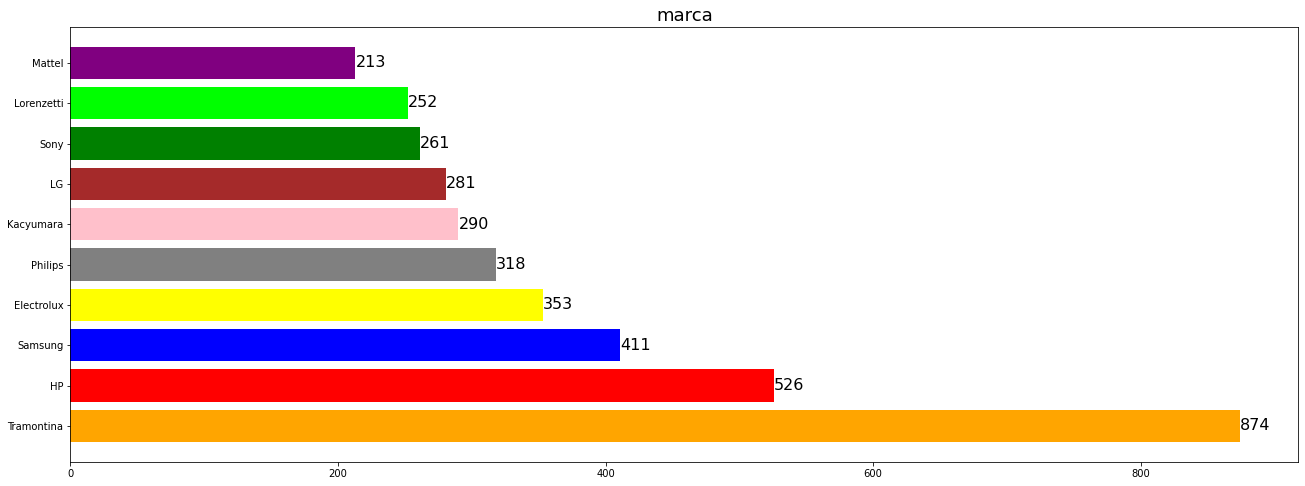 marca
Mattel 213
Lorenzetti 252
Sony 261
LG 281
Kacyumara 290
Philips 318
Electrolux 353
Samsung 411
HP 526
Tramontina 874
0 200 400 600 800